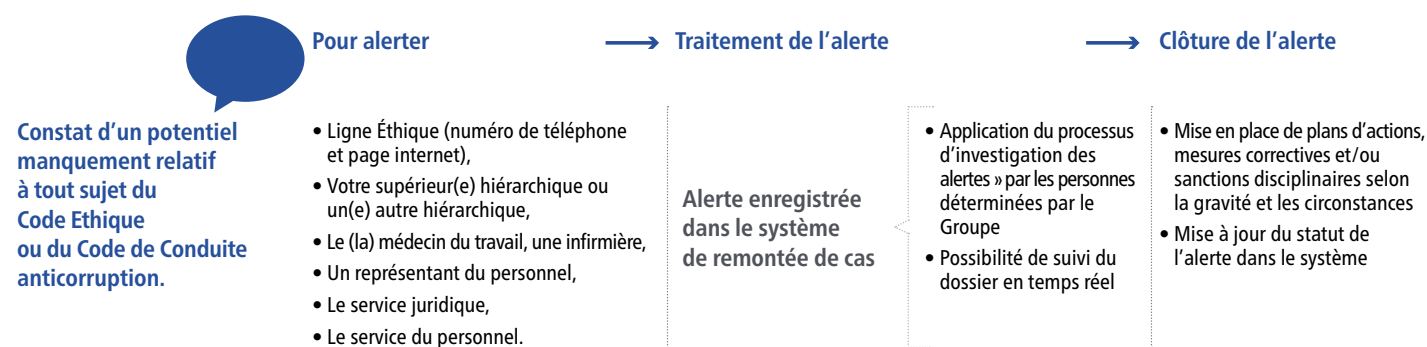 Pour alerter
Traitement de l'alerte
Clôture de l'alerte
Constat d'un potentiel
manquement relatif
à tout sujet du
Code Ethique
ou du Code de Conduite
anticorruption.
• Ligne Éthique (numéro de téléphone
et page internet),
• Votre supérieur(e) hiérarchique ou
un(e) autre hiérarchique,
• Le (la) médecin du travail, une infirmière,
• Un représentant du personnel,
• Le service juridique,
• Le service du personnel.
Alerte enregistrée
dans le système
de remontée de cas
• Application du processus
d'investigation des
alertes » par les personnes
déterminées par le
Groupe
• Possibilité de suivi du
dossier en temps réel
• Mise en place de plans d'actions,
mesures correctives et/ou
sanctions disciplinaires selon
la gravité et les circonstances
• Mise à jour du statut de
l'alerte dans le système